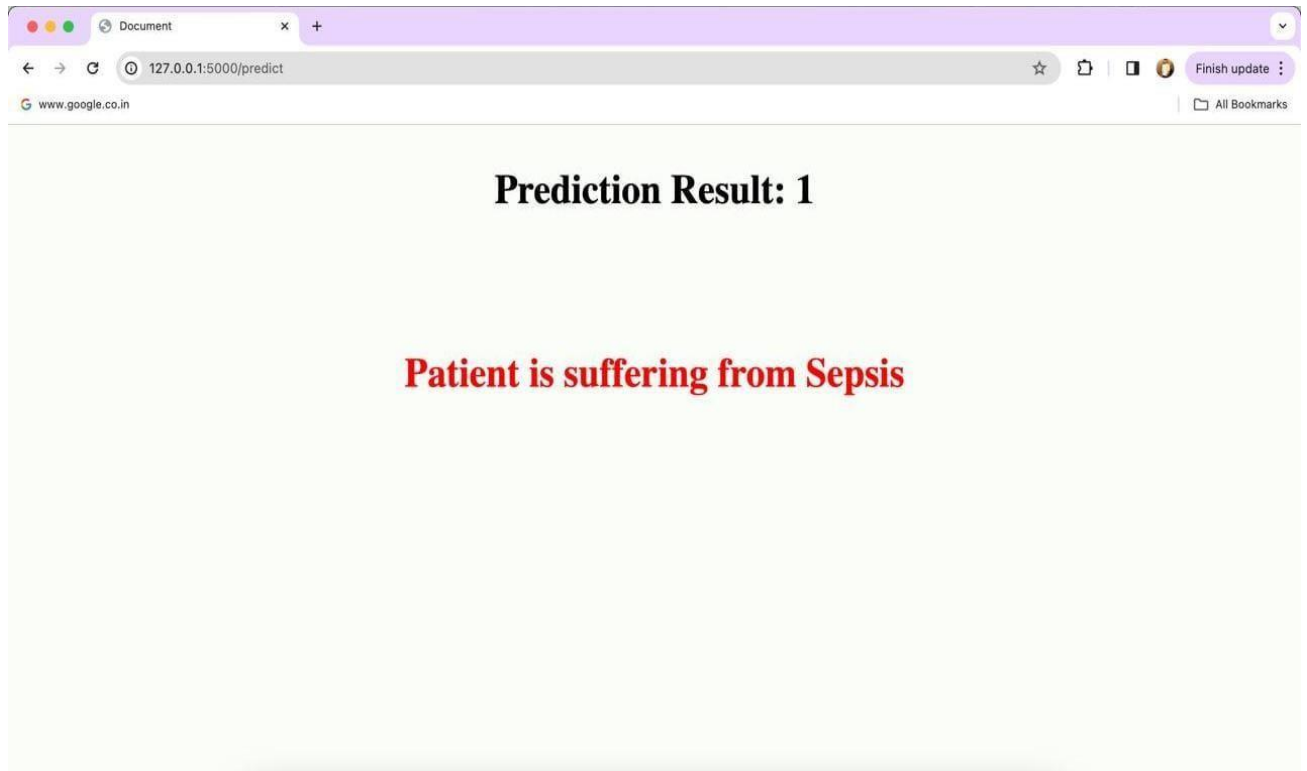 Document
127.0.0.1:5000/predict
Finish update
G www.google.co.in
All Bookmarks
Prediction Result: 1
Patient is suffering from Sepsis